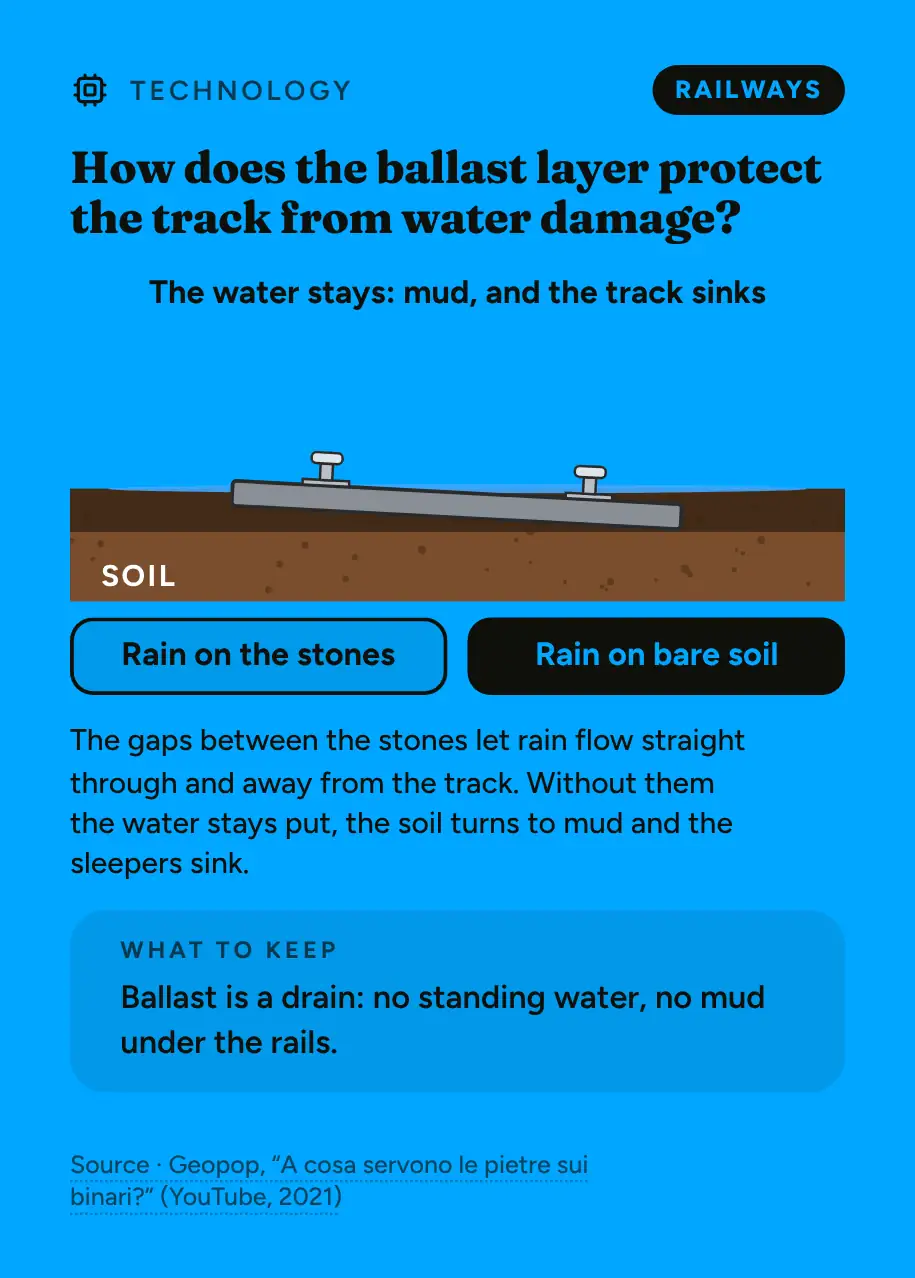 TECHNOLOGY
RAILWAYS
How does the ballast layer protect
the track from water damage?
The water stays: mud, and the track sinks
SOIL
Rain on the stones
Rain on bare soil
The gaps between the stones let rain flow straight
through and away from the track. Without them
the water stays put, the soil turns to mud and the
sleepers sink.
WHAT TO KEEP
Ballast is a drain: no standing water, no mud
under the rails.
Source · Geopop, “A cosa servono le pietre sui
binari?” (YouTube, 2021)